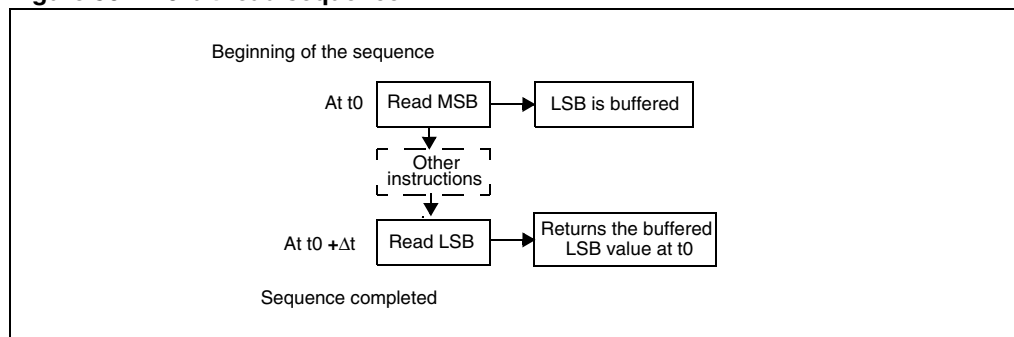 Beginning of the sequence
At t0
Read MSB
LSB is buffered
Other
instructions
At t0 +Δt
Read LSB
Returns the buffered
LSB value at t0
Sequence completed